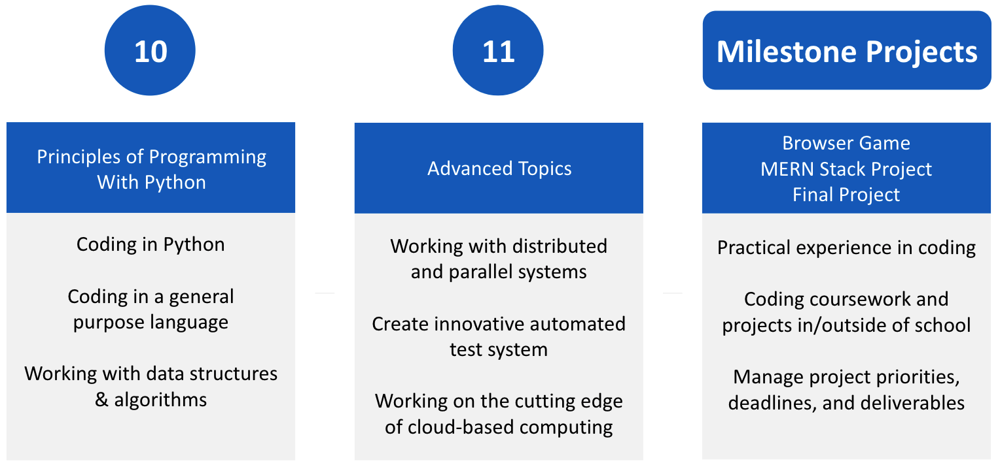 10
Principles of Programming
With Python
Coding in Python
Coding in a general
purpose language
Working with data structures
& algorithms
11
Advanced Topics
Working with distributed
and parallel systems
Create innovative automated
test system
Working on the cutting edge
of cloud-based computing
Milestone Projects
Browser Game
MERN Stack Project
Final Project
Practical experience in coding
Coding coursework and
projects in/outside of school
Manage project priorities,
deadlines, and deliverables